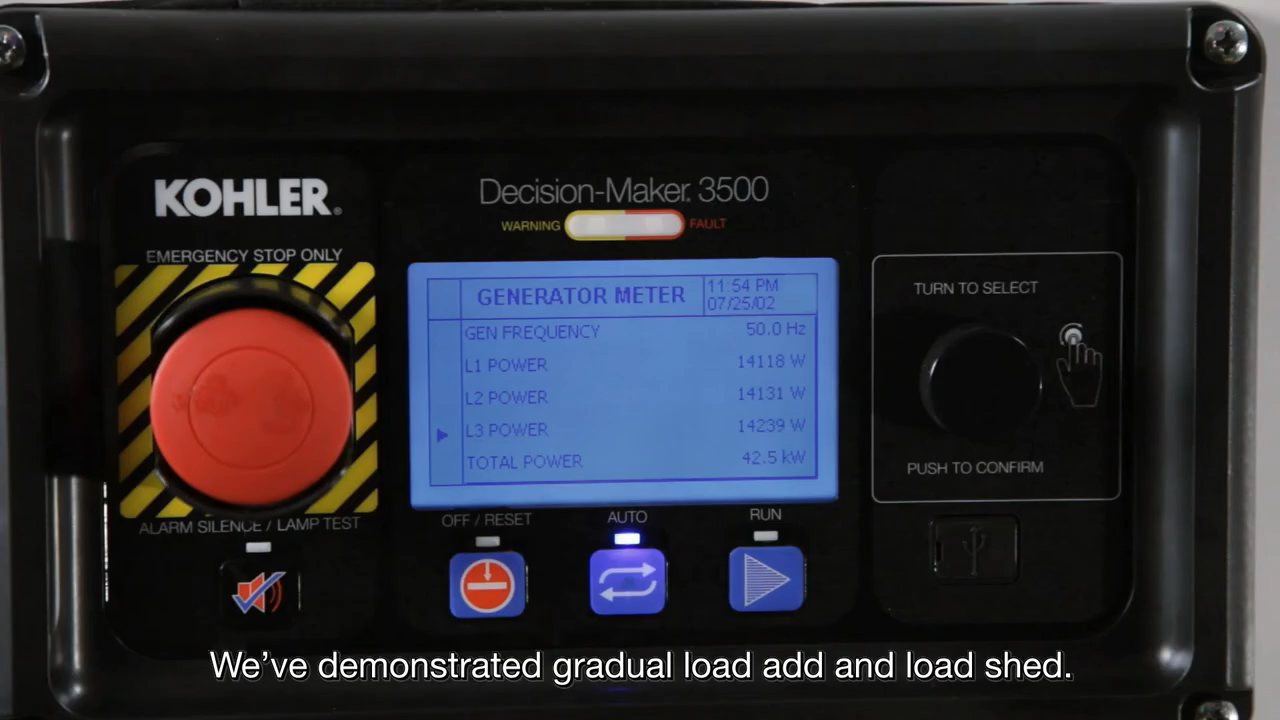 KOHLER®
EMERGENCY STOP ONLY
ALARM SILENCE / LAMP TEST
Decision-Maker® 3500
WARNING FAULT
GENERATOR METER 11:54 PM
07/25/02
GEN FREQUENCY 50.0 Hz
L1 POWER 14118 W
L2 POWER 14131 W
L3 POWER 14239 W
TOTAL POWER 42.5 kW
OFF / RESET AUTO RUN
TURN TO SELECT
PUSH TO CONFIRM
We've demonstrated gradual load add and load shed.